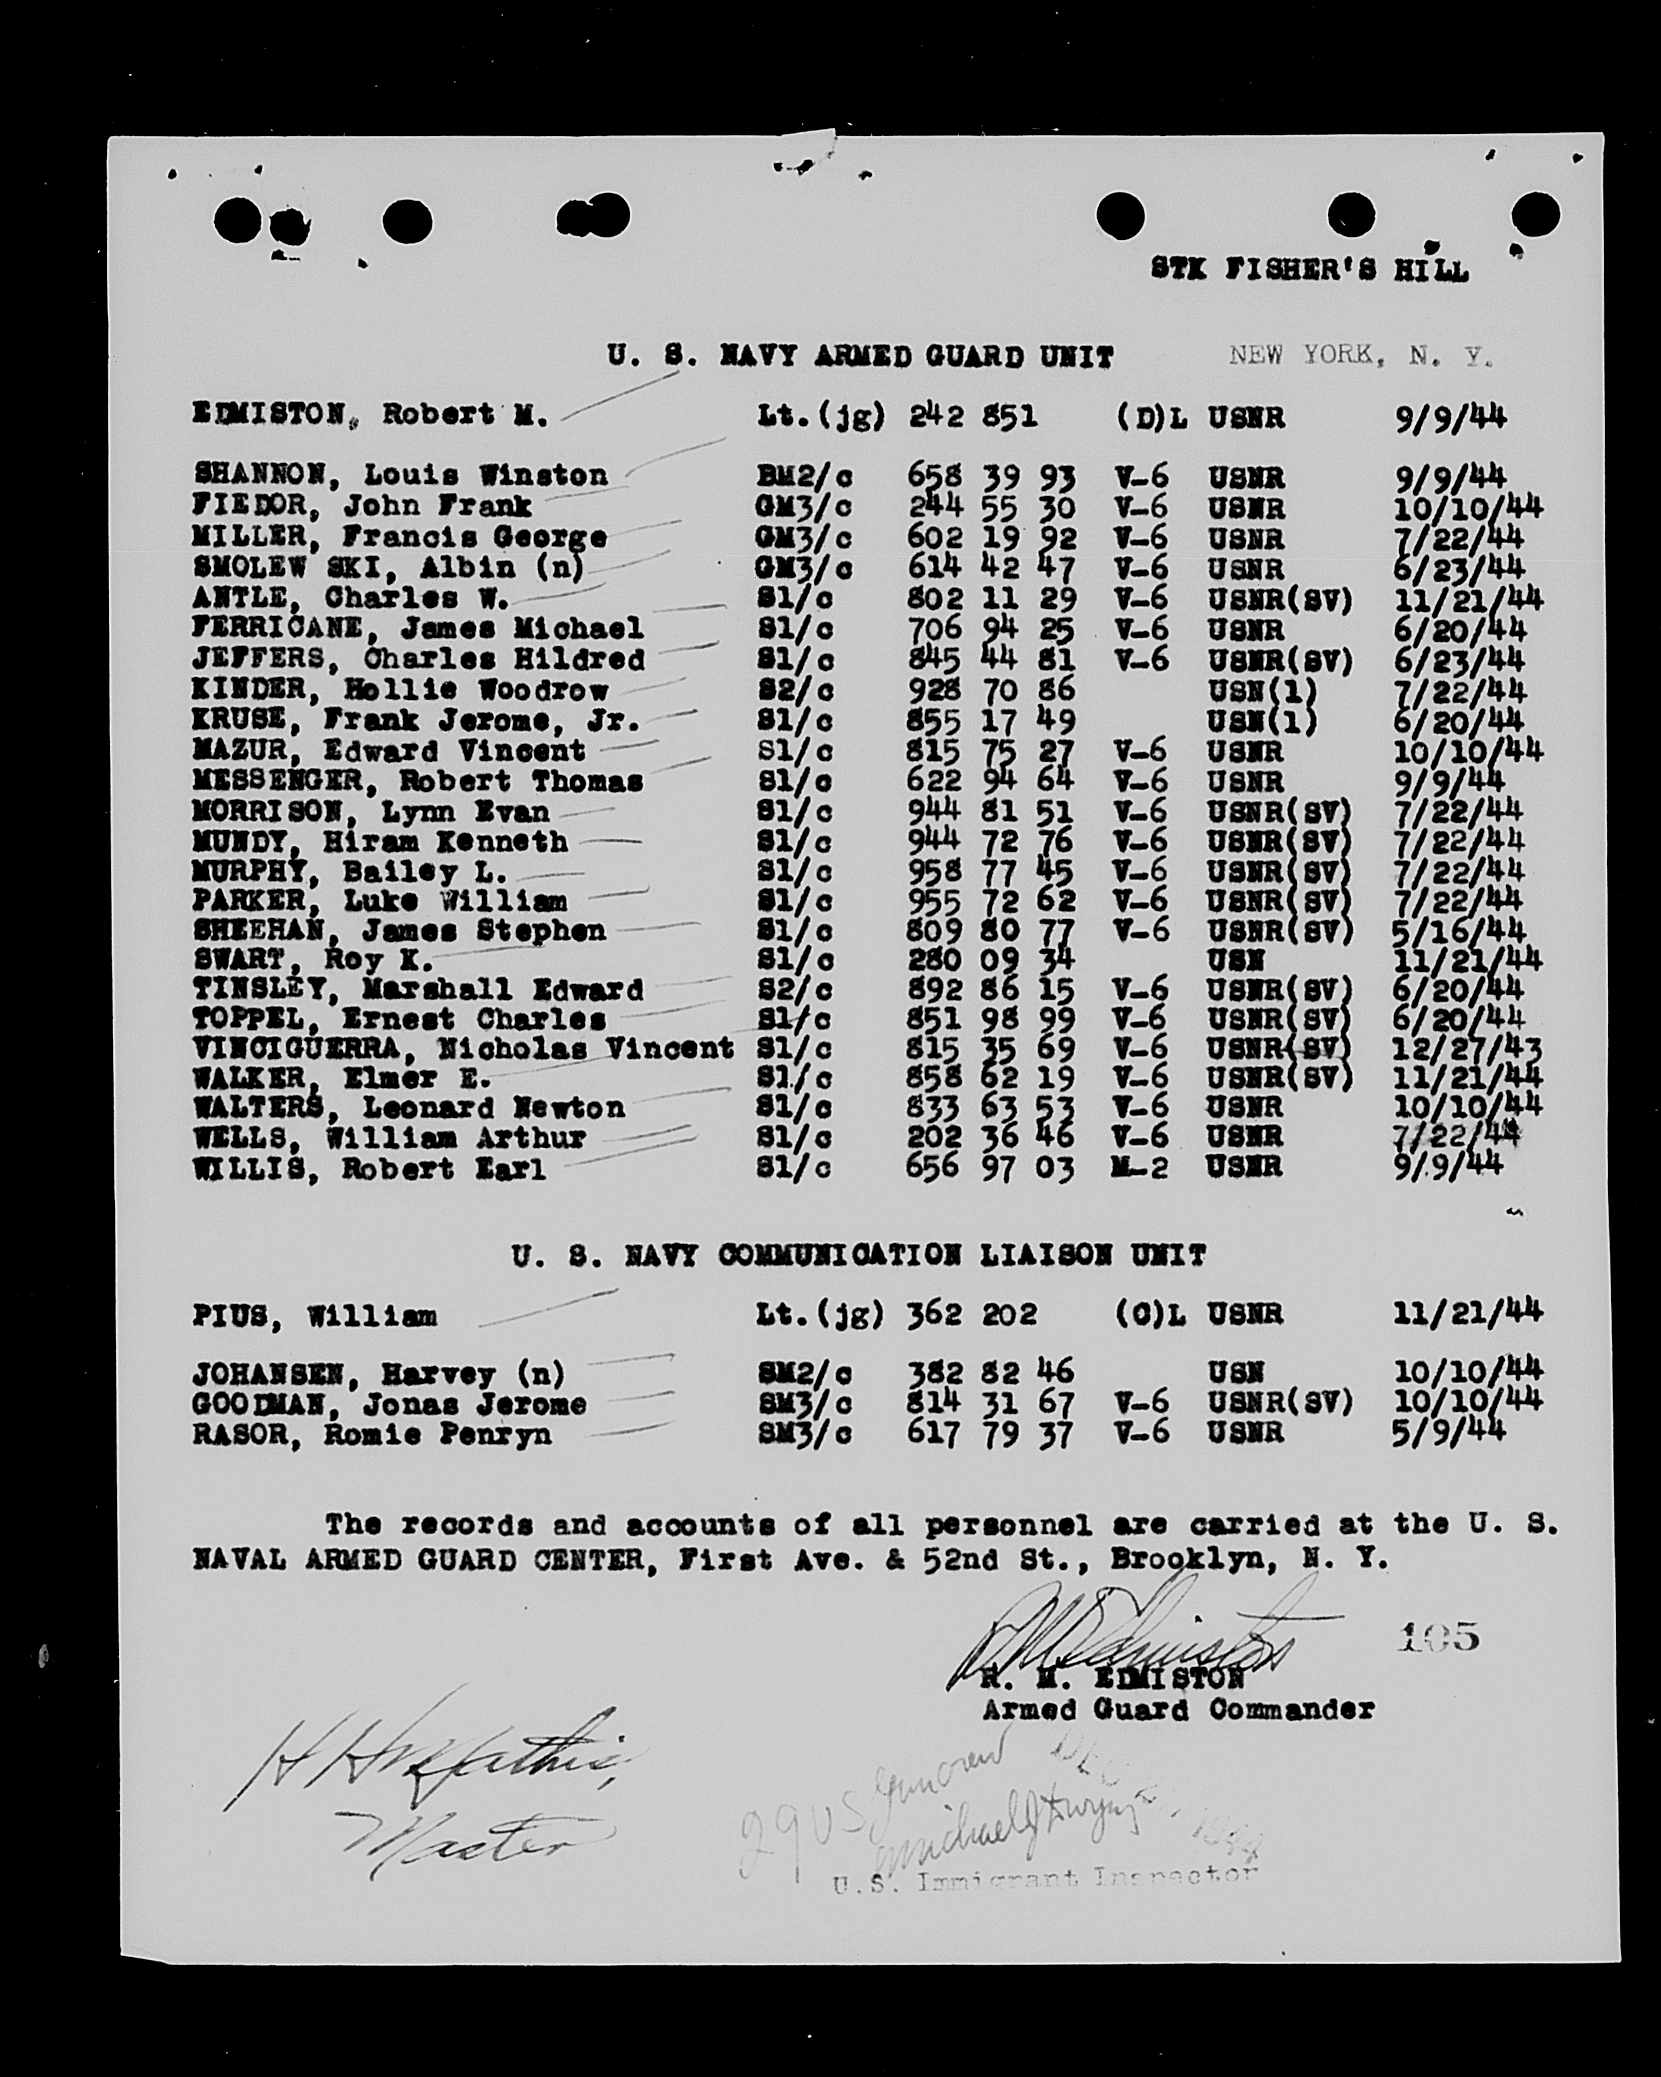 STK FISHER'S HILL
U. S. NAVY ARMED GUARD UNIT NEW YORK, N. Y.
EDMISTON, Robert M. Lt.(jg) 242 851 (D)L USNR 9/9/44
SHANNON, Louis Winston BM2/c 658 39 93 V-6 USNR 9/9/44
FIEDOR, John Frank GM3/c 244 55 30 V-6 USNR 10/10/44
MILLER, Francis George GM3/c 602 19 92 V-6 USNR 7/22/44
SMOLEW SKI, Albin (n) GM3/c 614 42 47 V-6 USNR 6/23/44
ANTLE, Charles W. S1/c 802 11 29 V-6 USNR(SV) 11/21/44
FERRICANE, James Michael S1/c 706 94 25 V-6 USNR 6/20/44
JEFFERS, Charles Hildred S1/c 845 44 81 V-6 USNR(SV) 6/23/44
KINDER, Hollie Woodrow S2/c 928 70 86 USN(1) 7/22/44
KRUSE, Frank Jerome, Jr. S1/c 855 17 49 USN(1) 6/20/44
MAZUR, Edward Vincent S1/c 815 75 27 V-6 USNR 10/10/44
MESSENGER, Robert Thomas S1/c 622 94 64 V-6 USNR 9/9/44
MORRISON, Lynn Evan S1/c 944 81 51 V-6 USNR(SV) 7/22/44
MUNDY, Hiram Kenneth S1/c 944 72 76 V-6 USNR(SV) 7/22/44
MURPHY, Bailey L. S1/c 958 77 45 V-6 USNR(SV) 7/22/44
PARKER, Luke William S1/c 955 72 62 V-6 USNR(SV) 7/22/44
SHEEHAN, James Stephen S1/c 809 80 77 V-6 USNR(SV) 5/16/44
SWART, Roy K. S1/c 280 09 34 USN 11/21/44
TINSLEY, Marshall Edward S2/c 892 86 15 V-6 USNR(SV) 6/20/44
TOPPEL, Ernest Charles S1/c 851 98 99 V-6 USNR(SV) 6/20/44
VINCIGUERRA, Nicholas Vincent S1/c 815 35 69 V-6 USNR(SV) 12/27/43
WALKER, Elmer E. S1/c 858 62 19 V-6 USNR(SV) 11/21/44
WALTERS, Leonard Newton S1/c 833 63 53 V-6 USNR 10/10/44
WELLS, William Arthur S1/c 202 36 46 V-6 USNR 7/22/44
WILLIS, Robert Earl S1/c 656 97 03 M-2 USNR 9/9/44
U. S. NAVY COMMUNICATION LIAISON UNIT
PIUS, William Lt.(jg) 362 202 (C)L USNR 11/21/44
JOHANSEN, Harvey (n) SM2/c 382 82 46 USN 10/10/44
GOODMAN, Jonas Jerome SM3/c 814 31 67 V-6 USNR(SV) 10/10/44
RASOR, Romie Penryn SM3/c 617 79 37 V-6 USNR 5/9/44
The records and accounts of all personnel are carried at the U. S.
NAVAL ARMED GUARD CENTER, First Ave. & 52nd St., Brooklyn, N. Y.
RM Edmiston
105
R. M. EDMISTON
Armed Guard Commander
H H
Master
29 US Gun crew DEC 1944
Michael J
U.S. Immigrant Inspector